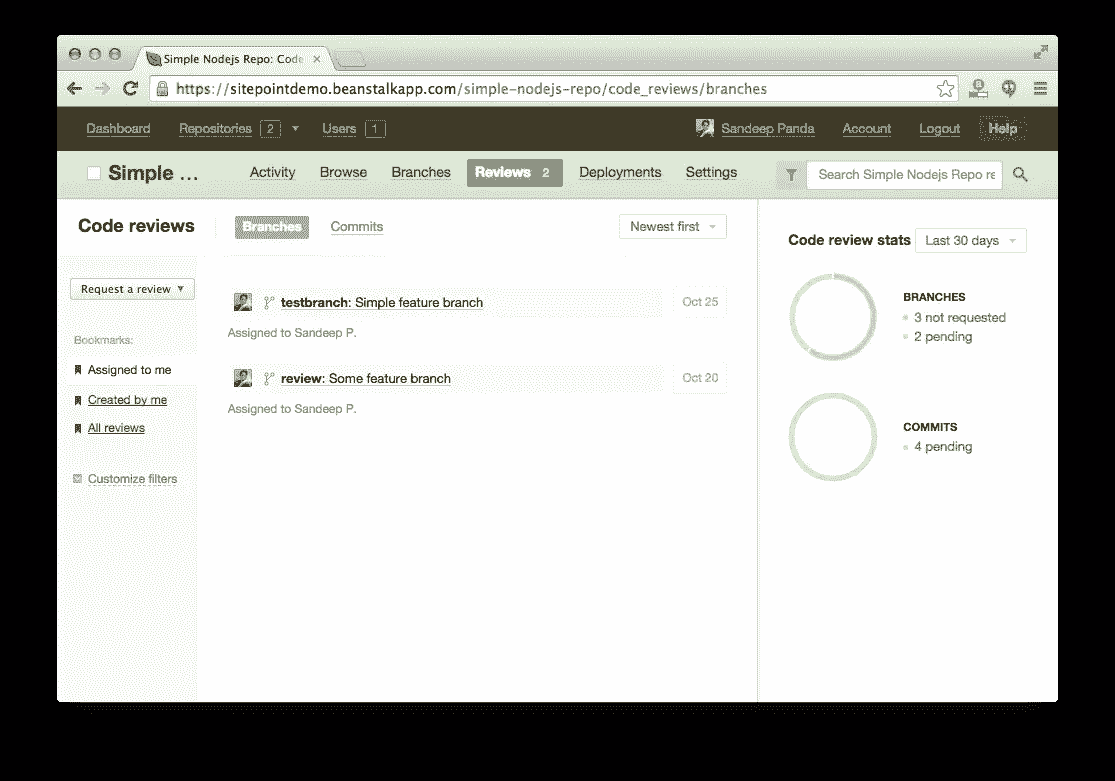 Simple Nodejs Repo: Code
https://sitepointdemo.beanstalkapp.com/simple-nodejs-repo/code_reviews/branches
Dashboard Repositories 2 Users 1 Sandeep Panda Account Logout Help
Simple ... Activity Browse Branches Reviews 2 Deployments Settings Search Simple Nodejs Repo re
Code reviews Branches Commits Newest first
Code review stats Last 30 days
Request a review
Bookmarks:
Assigned to me
Created by me
All reviews
Customize filters
testbranch: Simple feature branch Oct 25
Assigned to Sandeep P.
review: Some feature branch Oct 20
Assigned to Sandeep P.
BRANCHES
3 not requested
2 pending
COMMITS
4 pending